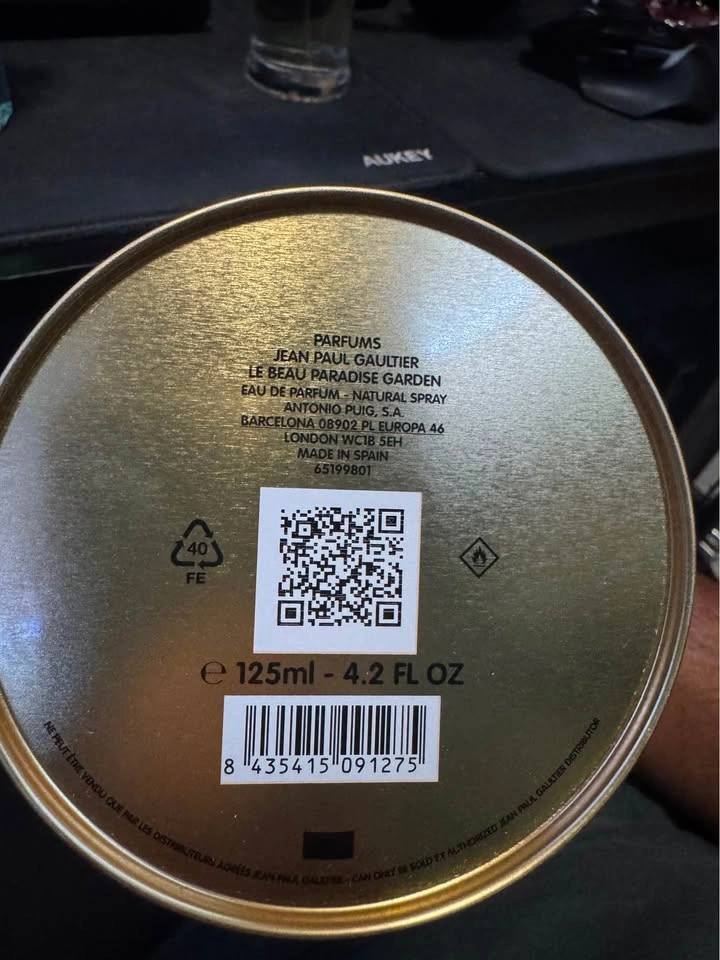 AUKEY
PARFUMS
JEAN PAUL GAULTIER
LE BEAU PARADISE GARDEN
EAU DE PARFUM - NATURAL SPRAY
ANTONIO PUIG, S.A.
BARCELONA 08902 PL EUROPA 46
LONDON WC1B 5EH
MADE IN SPAIN
65199801
40
FE
℮ 125ml - 4.2 FL OZ
8 435415 091275
NE PEUT ÊTRE VENDU QUE PAR LES DISTRIBUTEURS AGRÉÉS JEAN PAUL GAULTIER - CAN ONLY BE SOLD BY AUTHORIZED JEAN PAUL GAULTIER DISTRIBUTOR